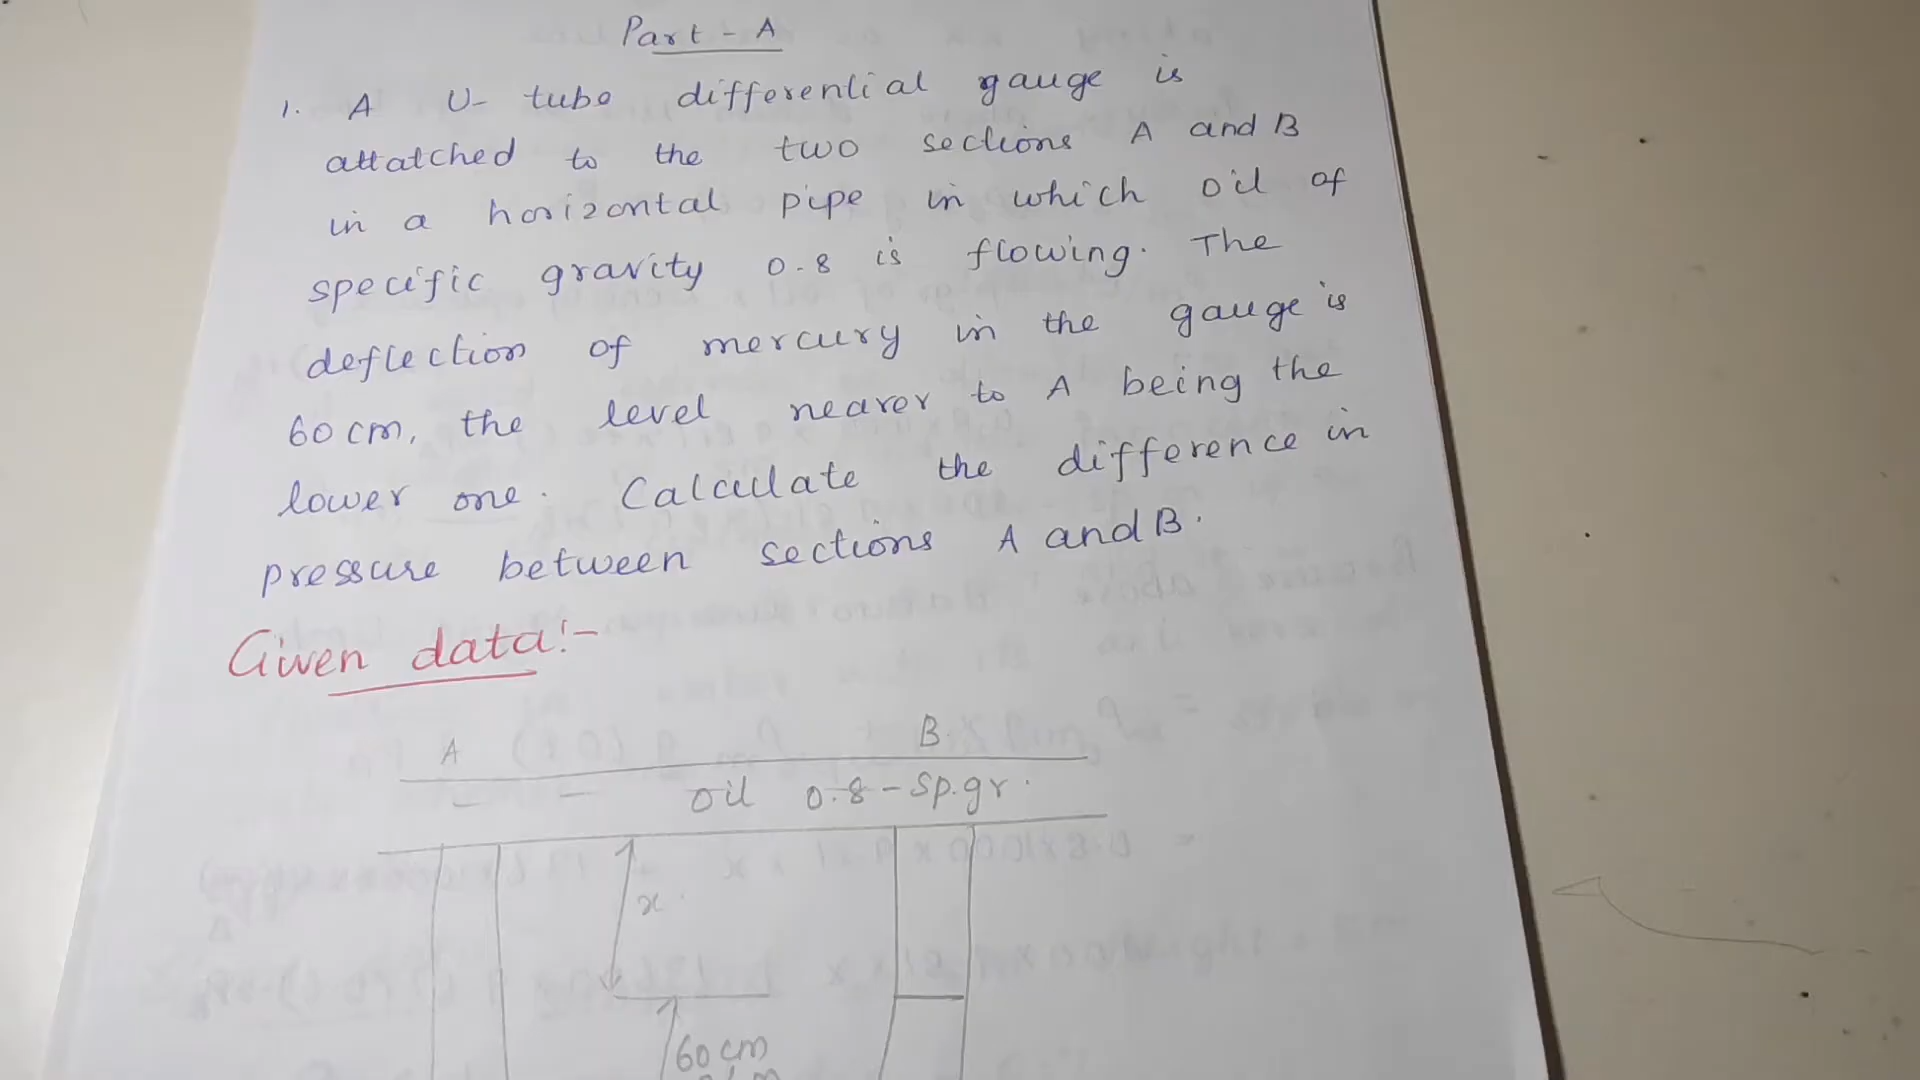 Part - A
1. A U- tube differential gauge is
attatched to the two sections A and B
in a horizontal pipe in which oil of
specific gravity 0.8 is flowing. The
deflection of mercury in the gauge is
60 cm, the level nearer to A being the
lower one. Calculate the difference in
pressure between sections A and B.
Given data:-
A B
oil 0.8 - Sp.gr.
x
60 cm